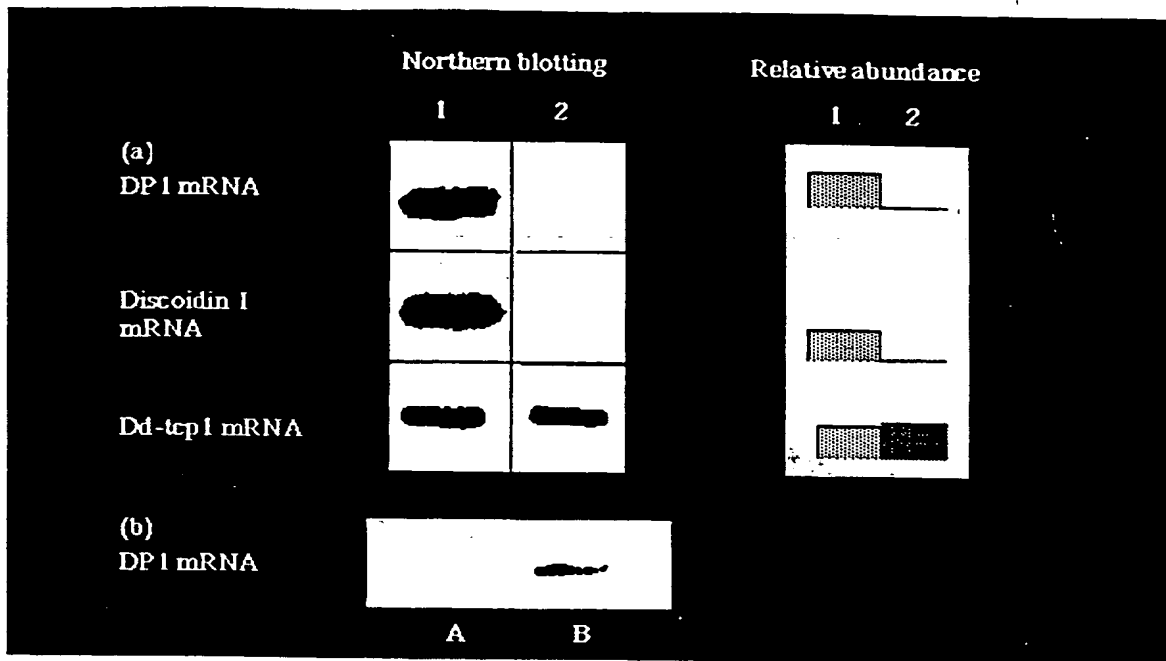 Northern blotting
Relative abundance
1 2
1 2
(a)
DP1 mRNA
Discoidin I
mRNA
Dd-tcp1 mRNA
(b)
DP1 mRNA
A B